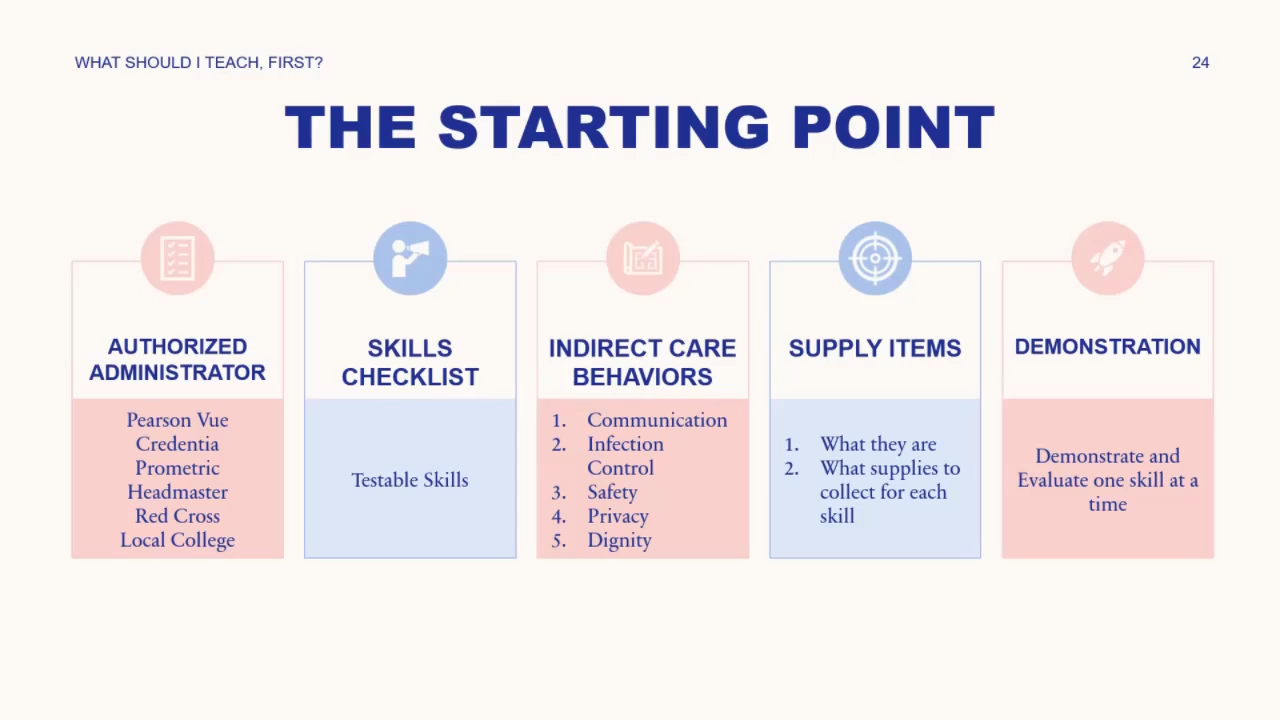 WHAT SHOULD I TEACH, FIRST?
24
THE STARTING POINT
AUTHORIZED
ADMINISTRATOR
Pearson Vue
Credentia
Prometric
Headmaster
Red Cross
Local College
SKILLS
CHECKLIST
Testable Skills
INDIRECT CARE
BEHAVIORS
1. Communication
2. Infection
Control
3. Safety
4. Privacy
5. Dignity
SUPPLY ITEMS
1. What they are
2. What supplies to
collect for each
skill
DEMONSTRATION
Demonstrate and
Evaluate one skill at a
time